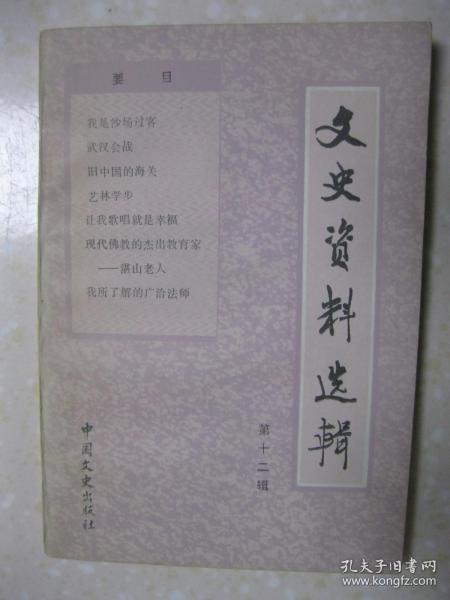 要目
我是沙场过客
武汉会战
旧中国的海关
艺林学步
让我歌唱就是幸福
现代佛教的杰出教育家
——湛山老人
我所了解的广洽法师
文史资料选辑
第十二辑
中国文史出版社
孔夫子旧书网
www.kongfz.com